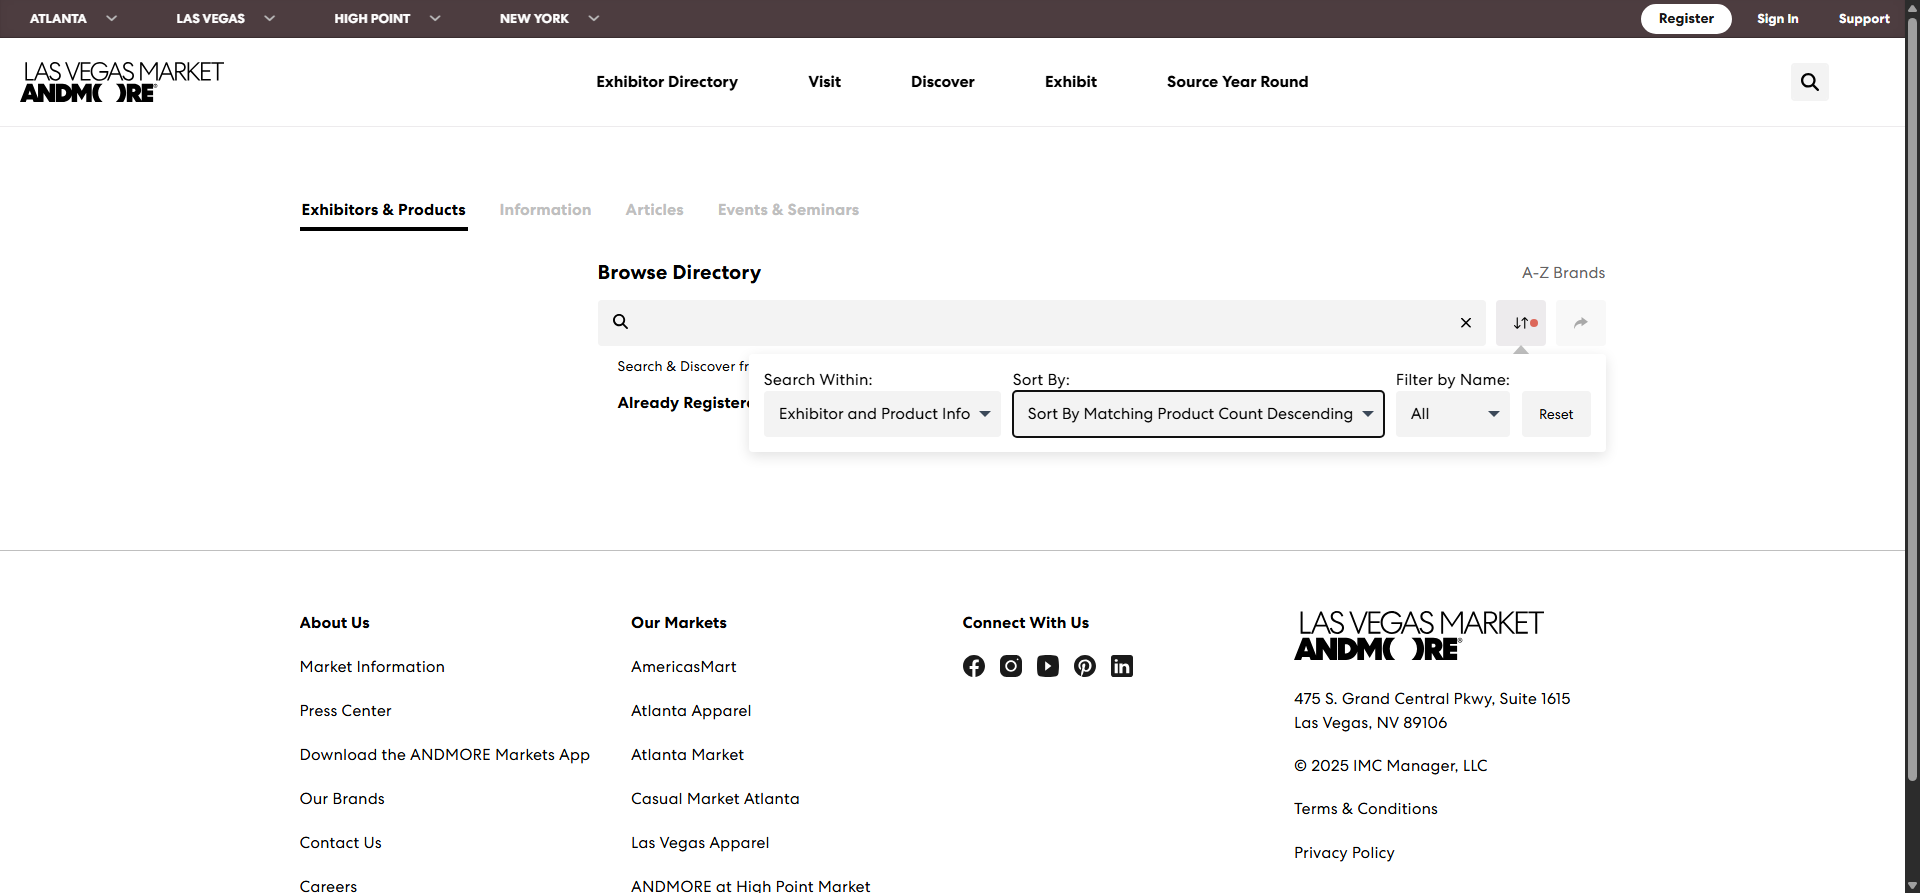 ATLANTA LAS VEGAS HIGH POINT NEW YORK Register Sign In Support
LAS VEGAS MARKET
ANDMORE®
Exhibitor Directory Visit Discover Exhibit Source Year Round
Exhibitors & Products Information Articles Events & Seminars
Browse Directory A-Z Brands
Search & Discover
Already
Search Within: Sort By: Filter by Name:
Exhibitor and Product Info Sort By Matching Product Count Descending All Reset
About Us
Market Information
Press Center
Download the ANDMORE Markets App
Our Brands
Contact Us
Careers
Our Markets
AmericasMart
Atlanta Apparel
Atlanta Market
Casual Market Atlanta
Las Vegas Apparel
ANDMORE at High Point Market
Connect With Us
LAS VEGAS MARKET
ANDMORE®
475 S. Grand Central Pkwy, Suite 1615
Las Vegas, NV 89106
© 2025 IMC Manager, LLC
Terms & Conditions
Privacy Policy